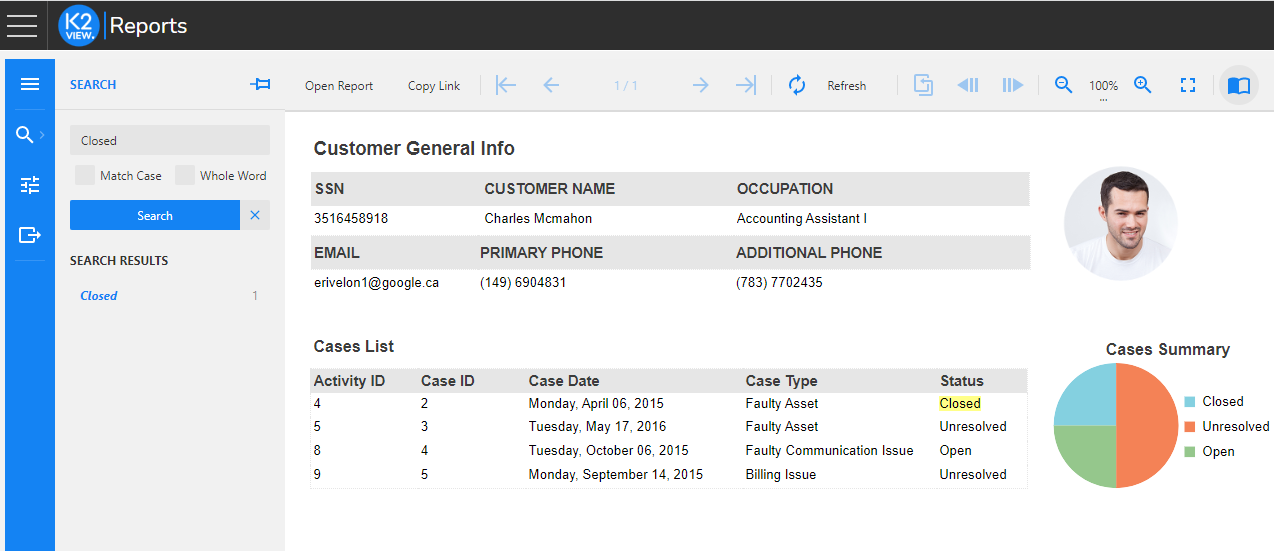 K2
VIEW.
Reports
SEARCH
Open Report
Copy Link
1 / 1
Refresh
100%
...
Closed
Match Case
Whole Word
Search
SEARCH RESULTS
Closed 1
Customer General Info
SSN CUSTOMER NAME OCCUPATION
3516458918 Charles Mcmahon Accounting Assistant I
EMAIL PRIMARY PHONE ADDITIONAL PHONE
erivelon1@google.ca (149) 6904831 (783) 7702435
Cases List
Activity ID Case ID Case Date Case Type Status
4 2 Monday, April 06, 2015 Faulty Asset Closed
5 3 Tuesday, May 17, 2016 Faulty Asset Unresolved
8 4 Tuesday, October 06, 2015 Faulty Communication Issue Open
9 5 Monday, September 14, 2015 Billing Issue Unresolved
Cases Summary
Closed
Unresolved
Open